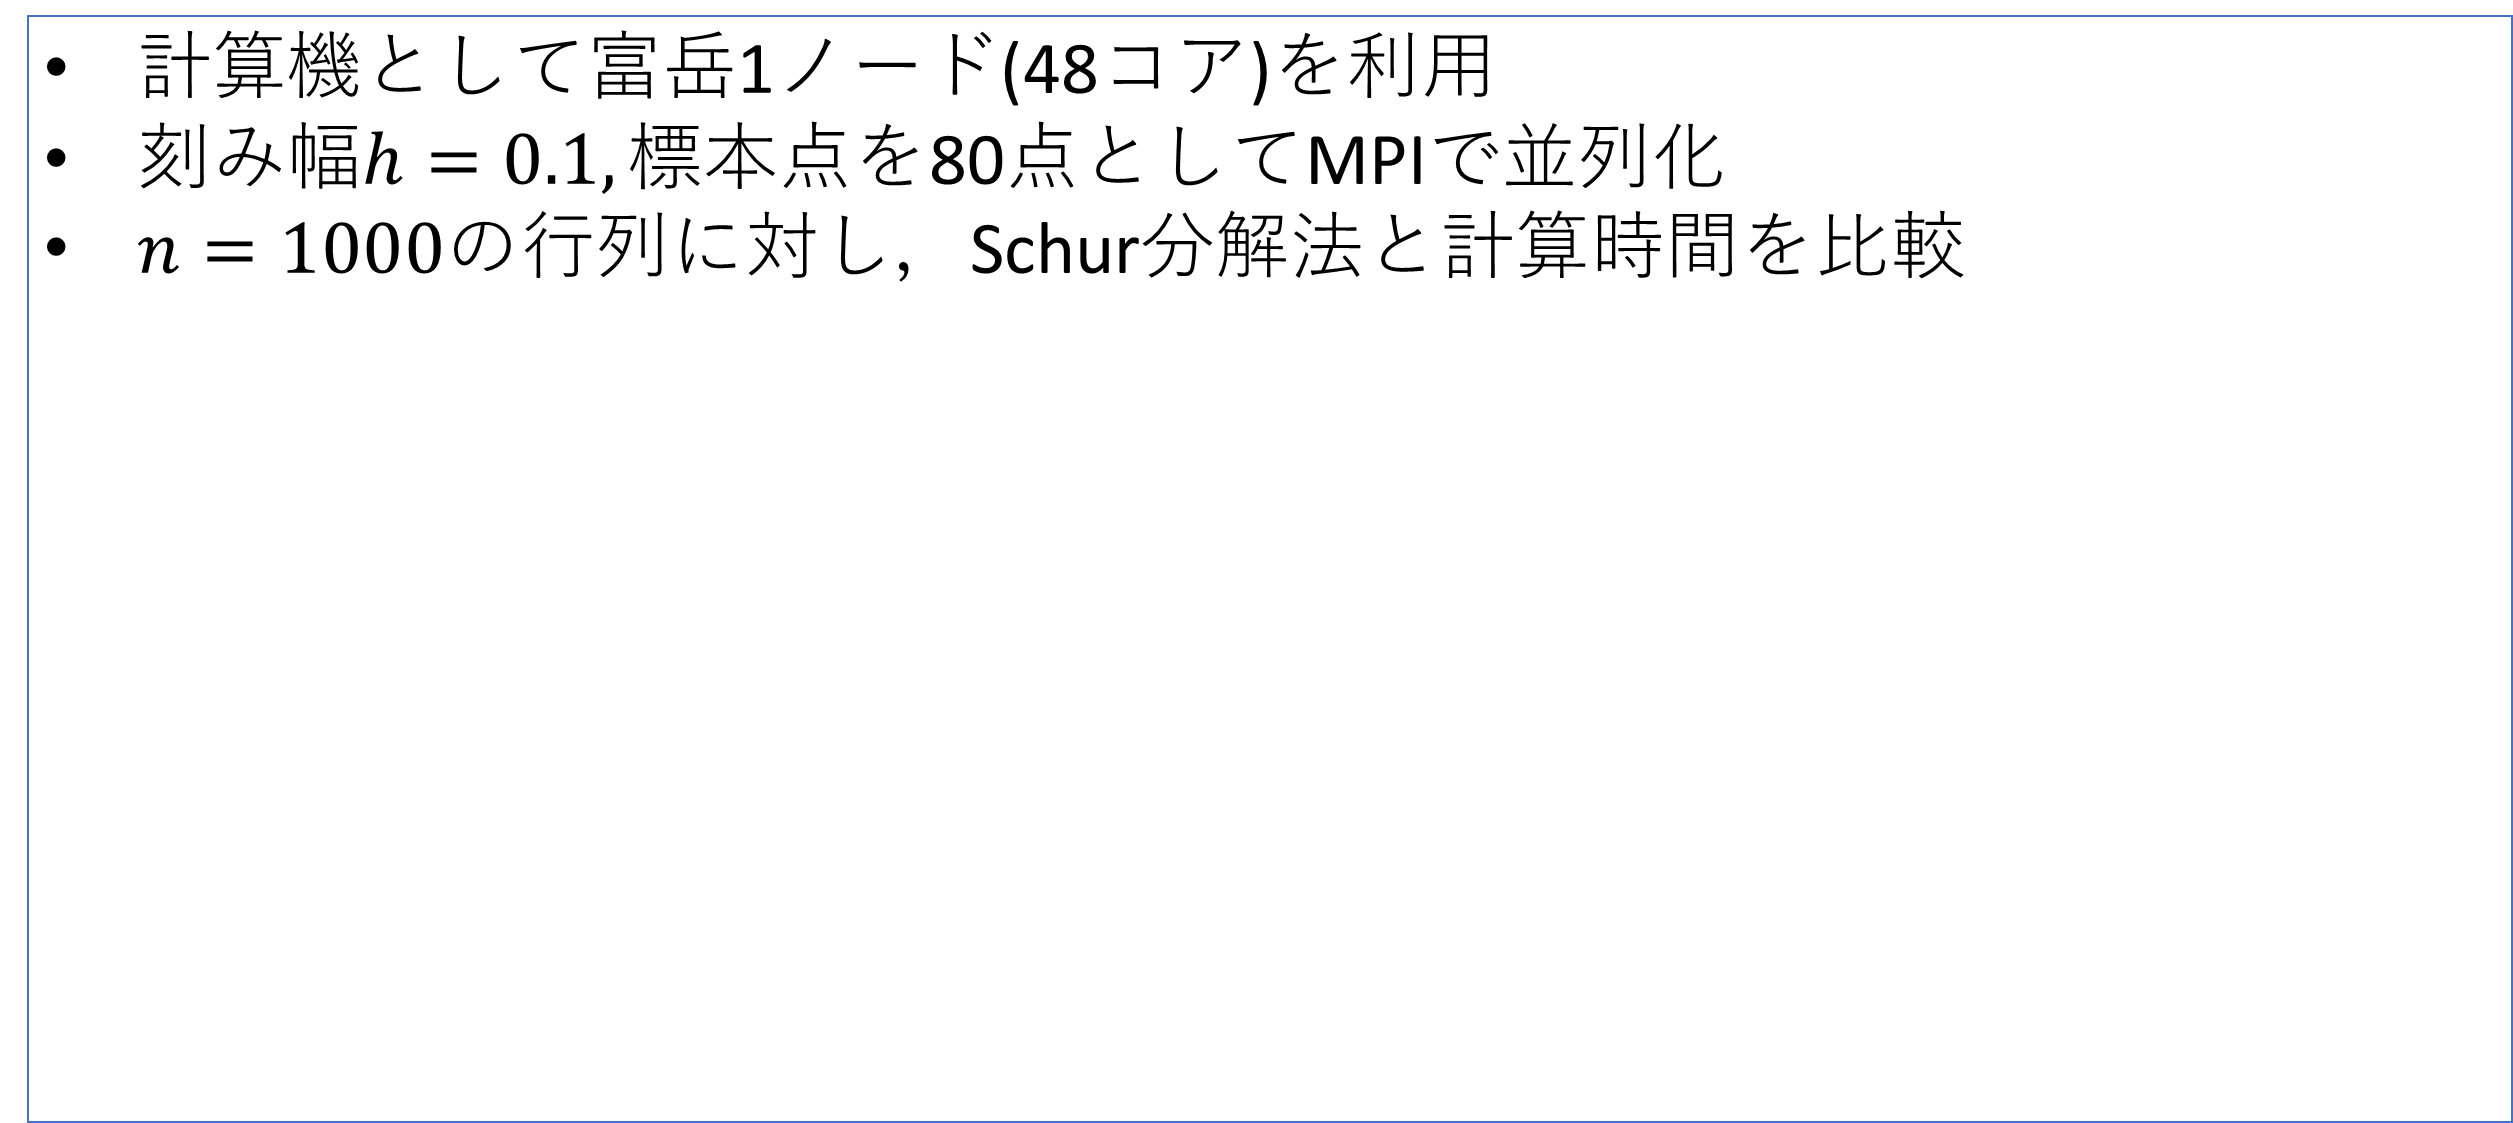 • 計算機として富岳1ノード(48コア)を利用
• 刻み幅h = 0.1,標本点を80点としてMPIで並列化
• n = 1000の行列に対し，Schur分解法と計算時間を比較